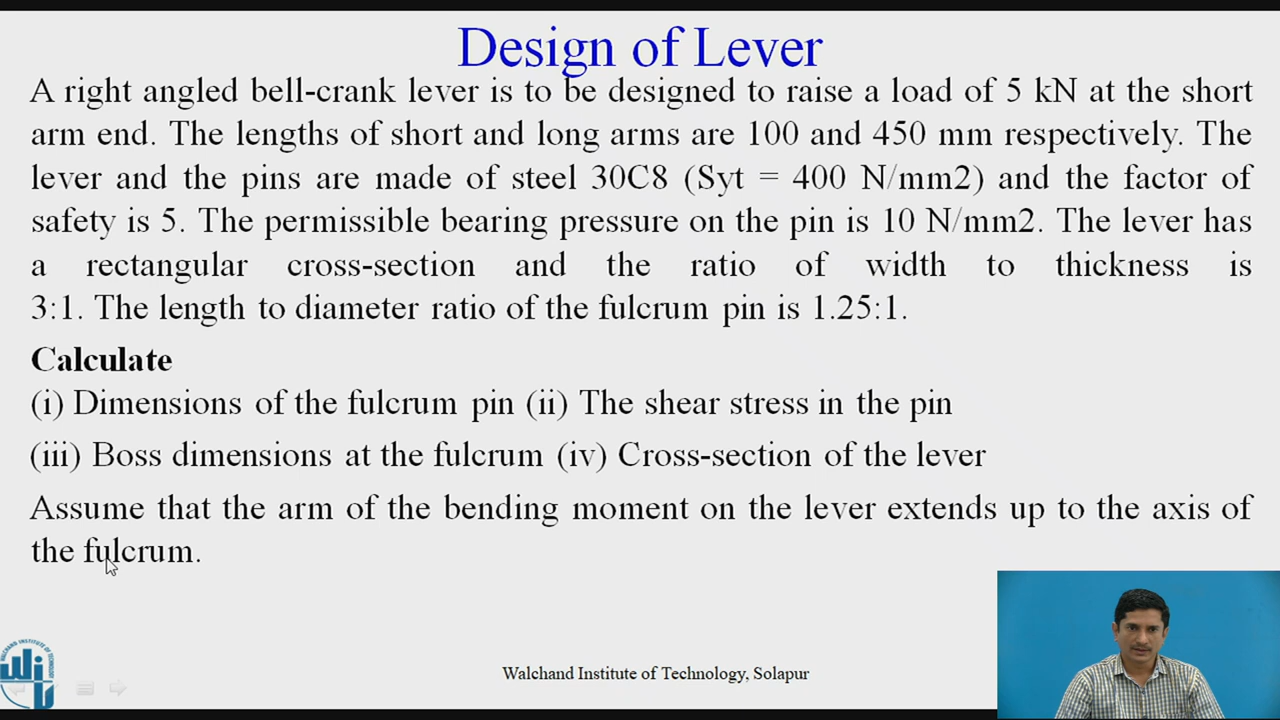 Design of Lever
A right angled bell-crank lever is to be designed to raise a load of 5 kN at the short
arm end. The lengths of short and long arms are 100 and 450 mm respectively. The
lever and the pins are made of steel 30C8 (Syt = 400 N/mm2) and the factor of
safety is 5. The permissible bearing pressure on the pin is 10 N/mm2. The lever has
a rectangular cross-section and the ratio of width to thickness is
3:1. The length to diameter ratio of the fulcrum pin is 1.25:1.
Calculate
(i) Dimensions of the fulcrum pin (ii) The shear stress in the pin
(iii) Boss dimensions at the fulcrum (iv) Cross-section of the lever
Assume that the arm of the bending moment on the lever extends up to the axis of
the fulcrum.
Walchand Institute of Technology, Solapur